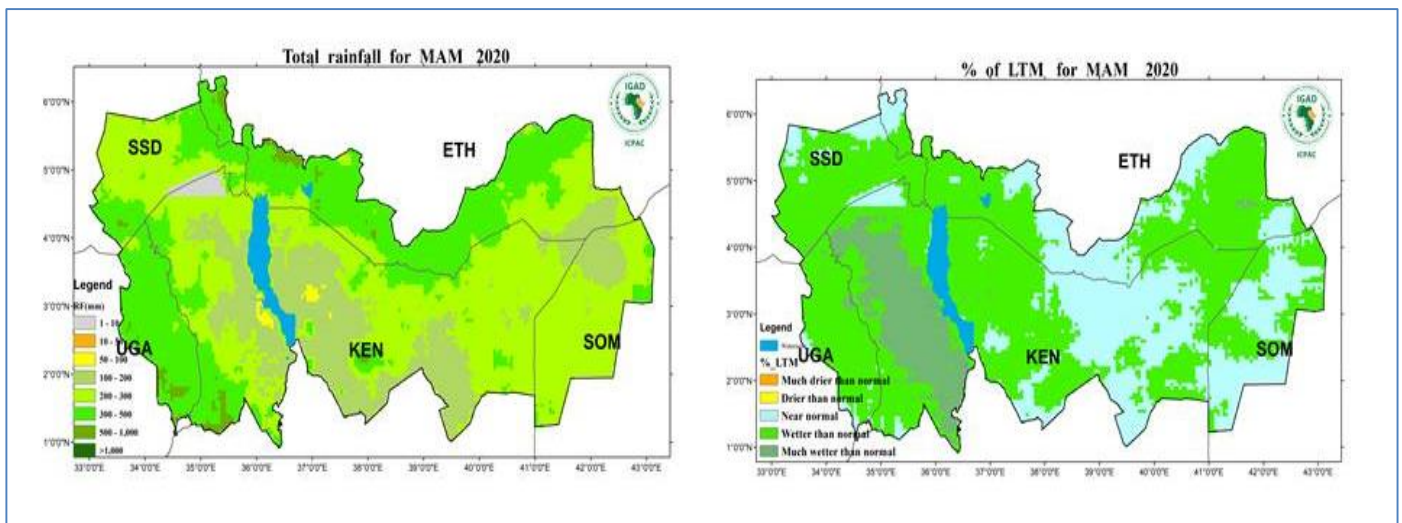 Total rainfall for MAM 2020
IGAD
ICPAC
6°0'0"N
5°0'0"N
4°0'0"N
3°0'0"N
2°0'0"N
1°0'0"N
SSD
ETH
UGA
KEN
SOM
Legend
RF(mm)
1 - 10
10 -
50 - 100
100 - 200
200 - 300
300 - 500
500 - 1,000
>1,000
33°0'0"E
34°0'0"E
35°0'0"E
36°0'0"E
37°0'0"E
38°0'0"E
39°0'0"E
40°0'0"E
41°0'0"E
42°0'0"E
43°0'0"E
% of LTM for MAM 2020
IGAD
ICPAC
6°0'0"N
5°0'0"N
4°0'0"N
3°0'0"N
2°0'0"N
1°0'0"N
SSD
ETH
UGA
KEN
SOM
Legend
%_LTM
Much drier than normal
Drier than normal
Near normal
Wetter than normal
Much wetter than normal
33°0'0"E
34°0'0"E
35°0'0"E
36°0'0"E
37°0'0"E
38°0'0"E
39°0'0"E
40°0'0"E
41°0'0"E
42°0'0"E
43°0'0"E